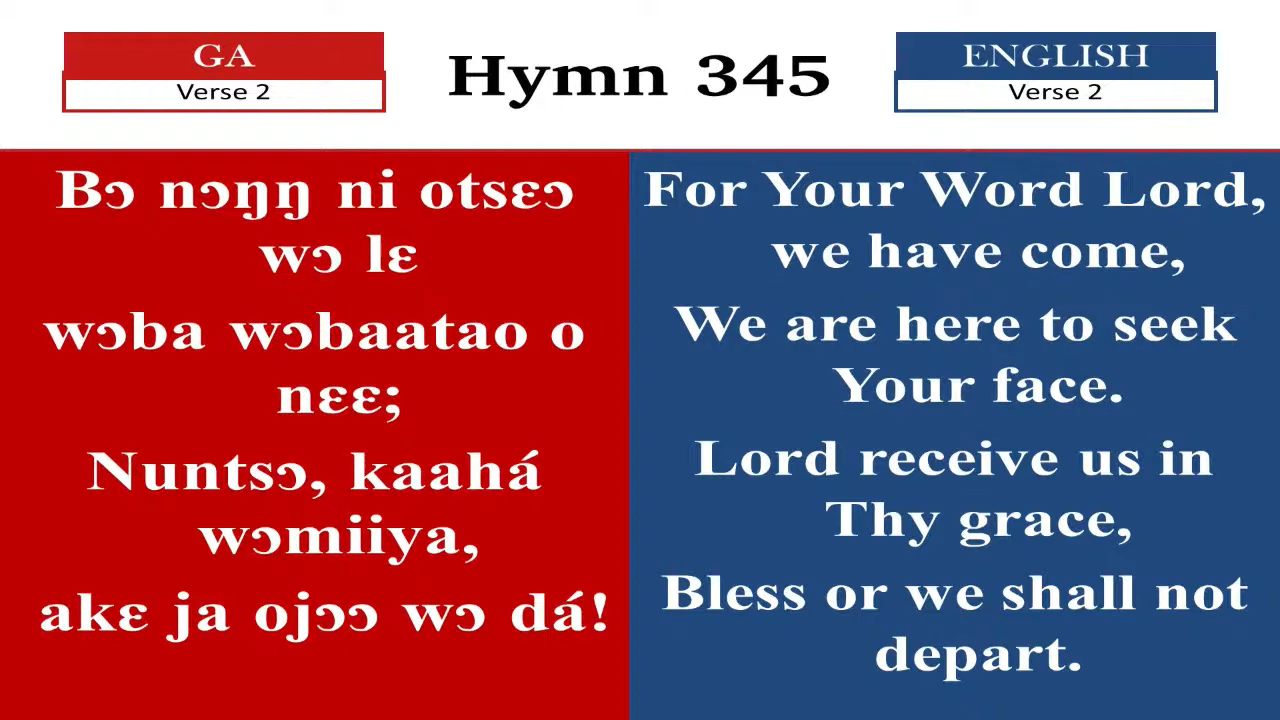 GA
Verse 2
Hymn 345
ENGLISH
Verse 2
Bɔ nɔŋŋ ni otsɛɔ
wɔ lɛ
wɔba wɔbaatao o
nɛɛ;
Nuntsɔ, kaahá
wɔmiiya,
akɛ ja ojɔɔ wɔ dá!
For Your Word Lord,
we have come,
We are here to seek
Your face.
Lord receive us in
Thy grace,
Bless or we shall not
depart.